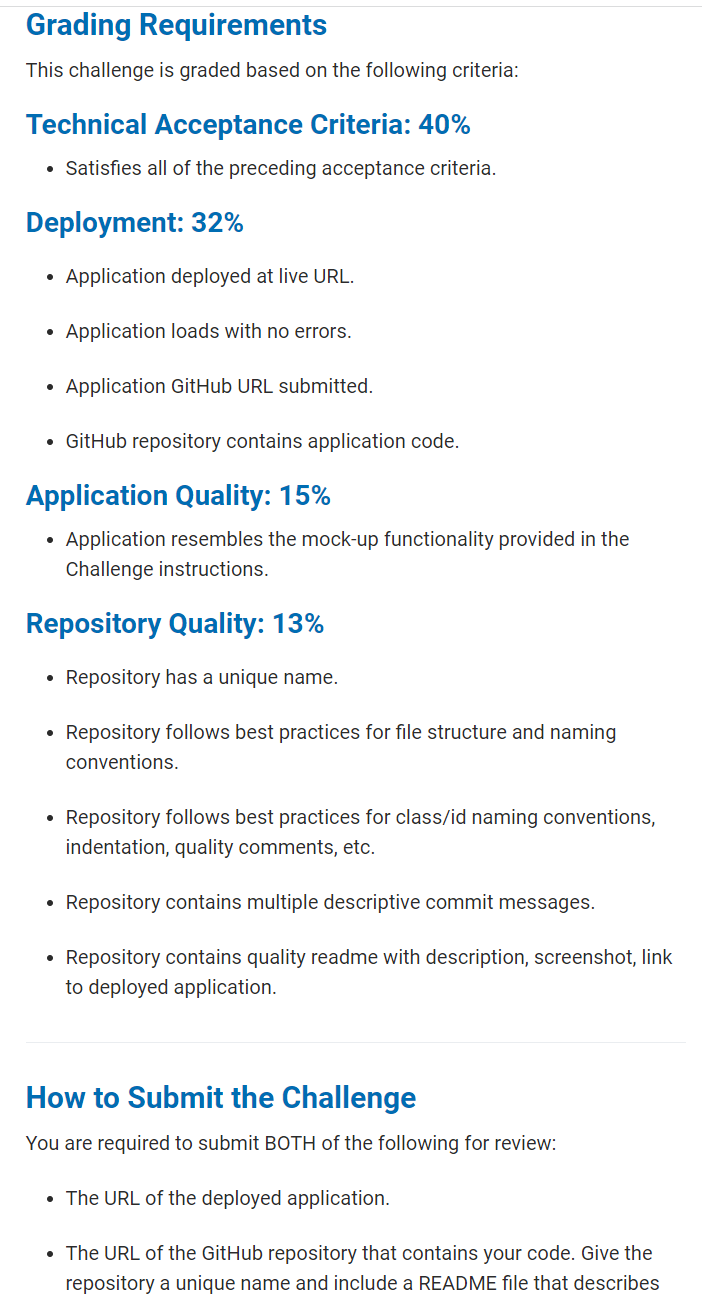 Grading Requirements
This challenge is graded based on the following criteria:
Technical Acceptance Criteria: 40%
• Satisfies all of the preceding acceptance criteria.
Deployment: 32%
• Application deployed at live URL.
• Application loads with no errors.
• Application GitHub URL submitted.
• GitHub repository contains application code.
Application Quality: 15%
• Application resembles the mock-up functionality provided in the
Challenge instructions.
Repository Quality: 13%
• Repository has a unique name.
• Repository follows best practices for file structure and naming
conventions.
• Repository follows best practices for class/id naming conventions,
indentation, quality comments, etc.
• Repository contains multiple descriptive commit messages.
• Repository contains quality readme with description, screenshot, link
to deployed application.
How to Submit the Challenge
You are required to submit BOTH of the following for review:
• The URL of the deployed application.
• The URL of the GitHub repository that contains your code. Give the
repository a unique name and include a README file that describes